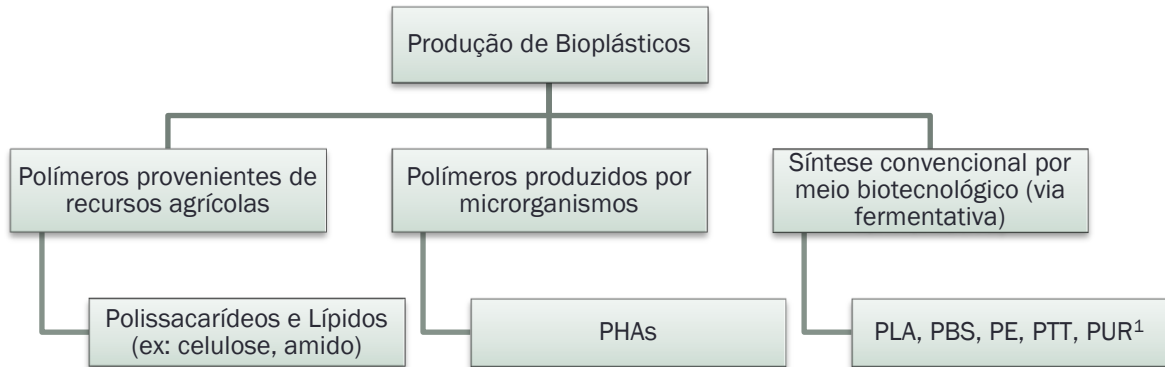 Produção de Bioplásticos
Polímeros provenientes de
recursos agrícolas
Polímeros produzidos por
microrganismos
Síntese convencional por
meio biotecnológico (via
fermentativa)
Polissacarídeos e Lípidos
(ex: celulose, amido)
PHAs
PLA, PBS, PE, PTT, PUR¹